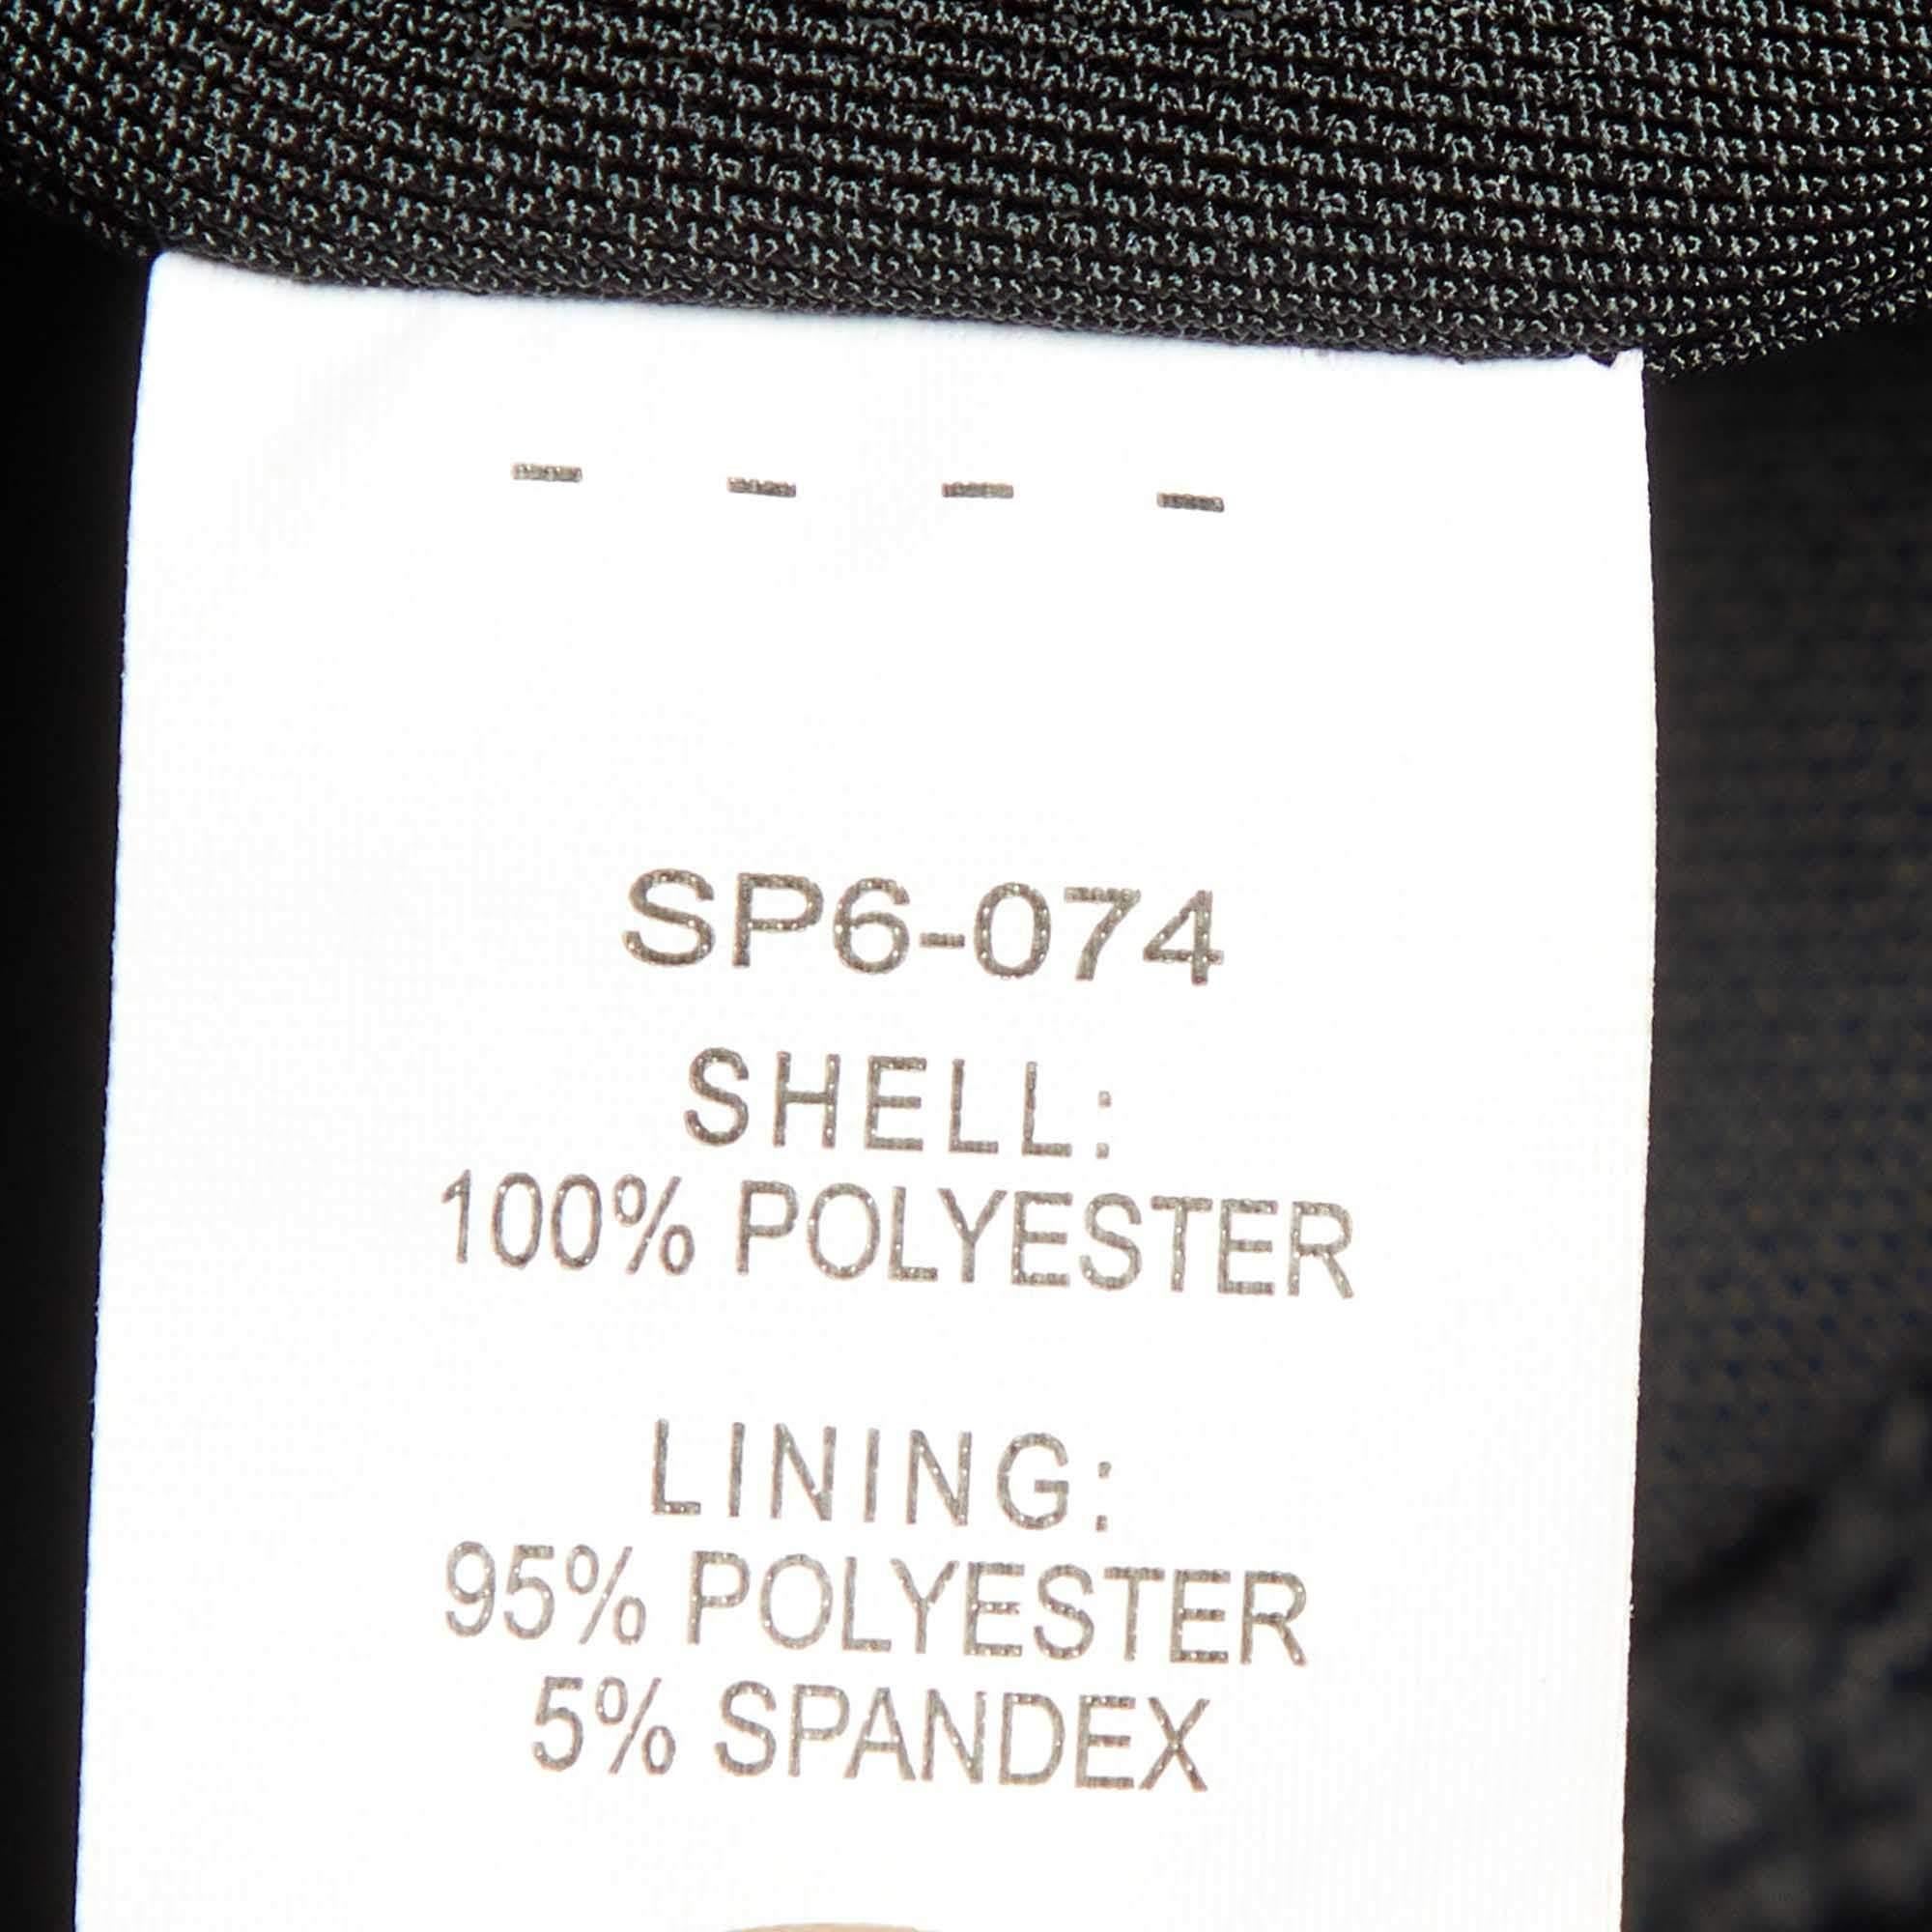 - - - -
SP6-074
SHELL:
100% POLYESTER
LINING:
95% POLYESTER
5% SPANDEX